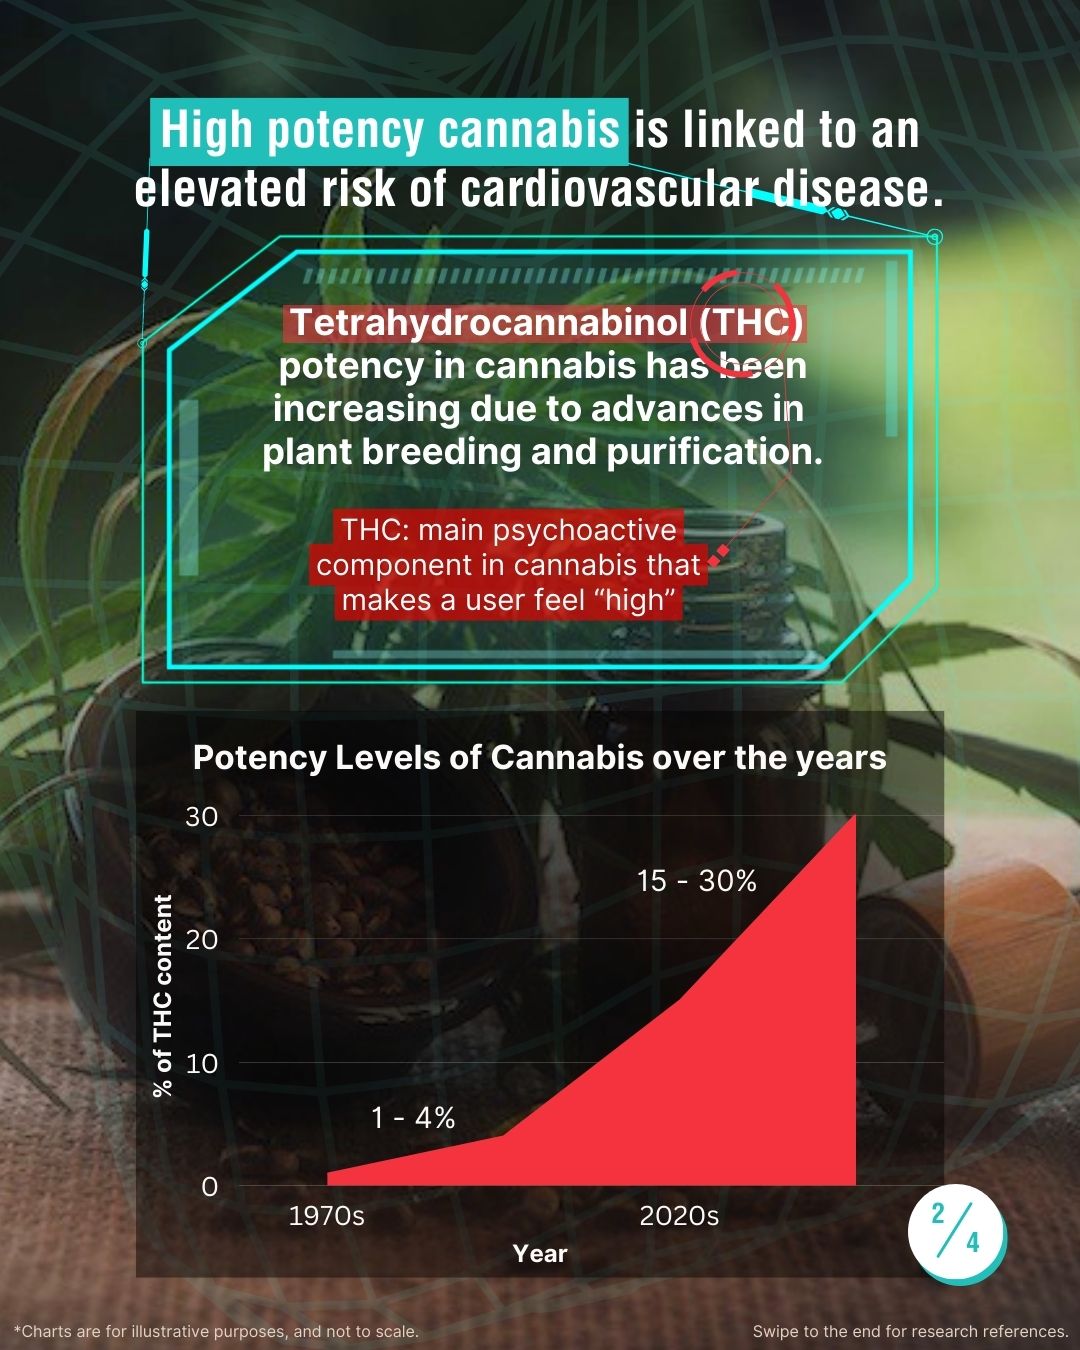 High potency cannabis is linked to an
elevated risk of cardiovascular disease.
Tetrahydrocannabinol (THC)
potency in cannabis has been
increasing due to advances in
plant breeding and purification.
THC: main psychoactive
component in cannabis that
makes a user feel “high”
Potency Levels of Cannabis over the years
30
20
10
0
% of THC content
15 - 30%
1 - 4%
1970s
2020s
Year
2/4
*Charts are for illustrative purposes, and not to scale.
Swipe to the end for research references.